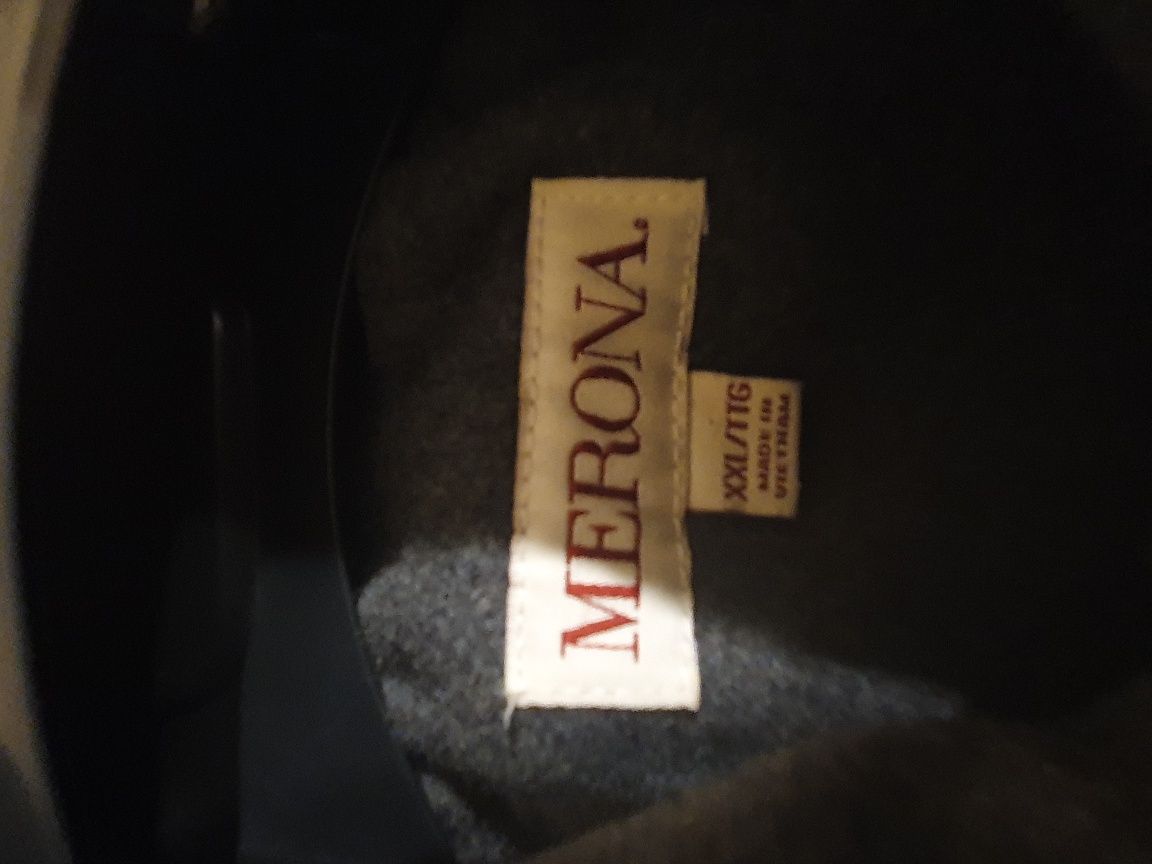 MERONA.
XXL/TTG
MADE IN
VIETNAM